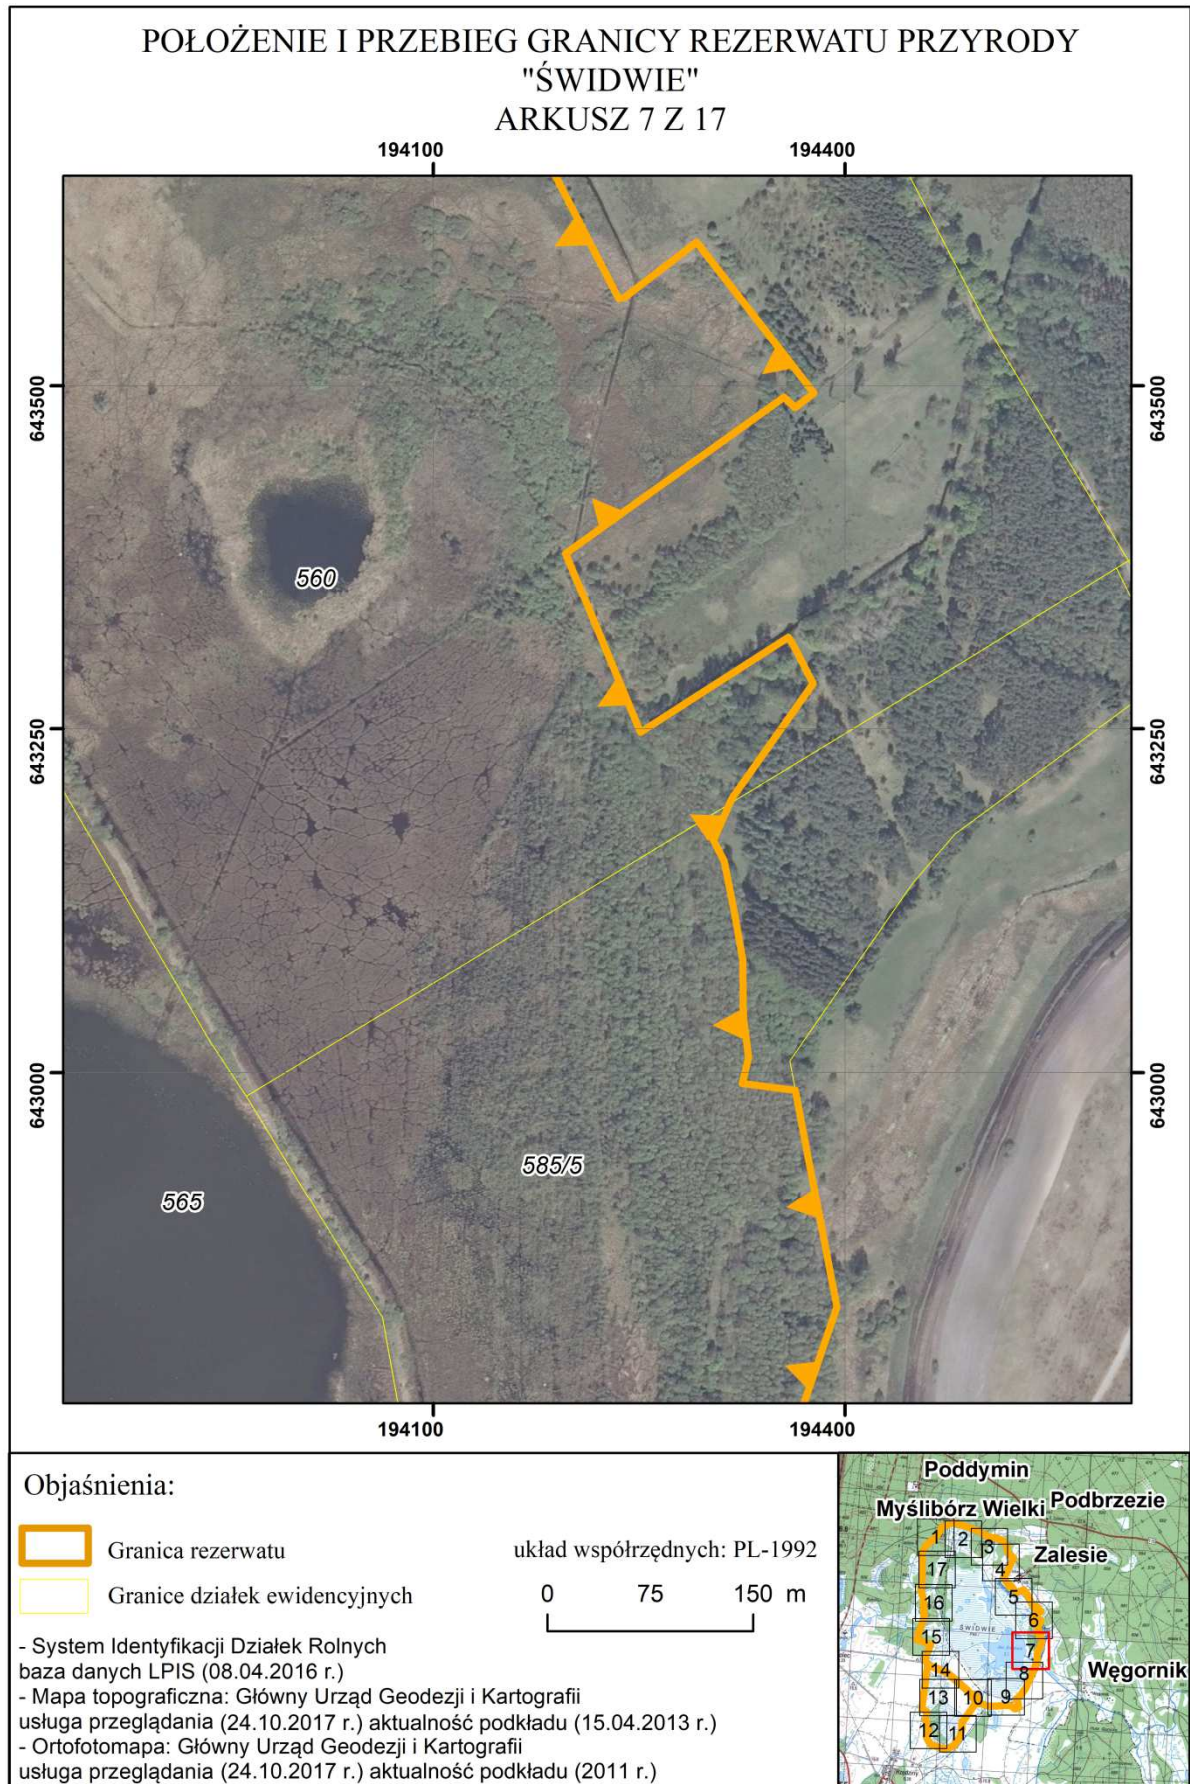 POŁOŻENIE I PRZEBIEG GRANICY REZERWATU PRZYRODY
"ŚWIDWIE"
ARKUSZ 7 Z 17
194100
194400
643500
643500
560
643250
643250
643000
643000
585/5
565
194100
194400
Objaśnienia:
Granica rezerwatu
układ współrzędnych: PL-1992
Granice działek ewidencyjnych
0 75 150 m
- System Identyfikacji Działek Rolnych
baza danych LPIS (08.04.2016 r.)
- Mapa topograficzna: Główny Urząd Geodezji i Kartografii
usługa przeglądania (24.10.2017 r.) aktualność podkładu (15.04.2013 r.)
- Ortofotomapa: Główny Urząd Geodezji i Kartografii
usługa przeglądania (24.10.2017 r.) aktualność podkładu (2011 r.)
Poddymin
Myślibórz Wielki
Podbrzezie
Zalesie
Węgornik
ŚWIDWIE
1
2
3
4
5
6
7
8
9
10
11
12
13
14
15
16
17